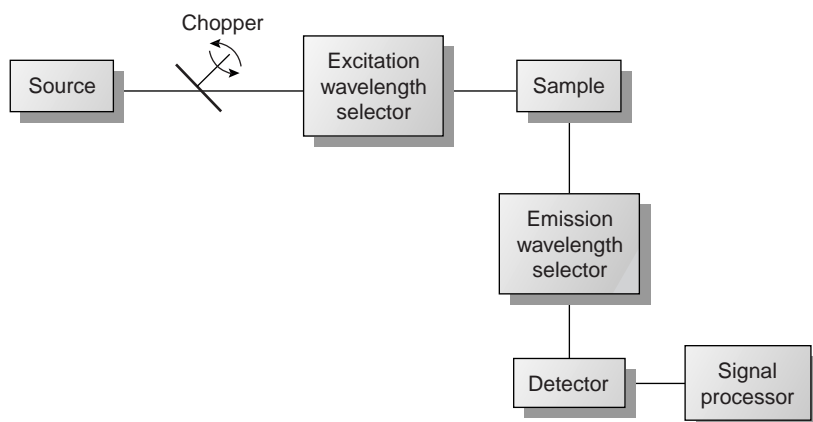 Chopper
Source
Excitation
wavelength
selector
Sample
Emission
wavelength
selector
Detector
Signal
processor